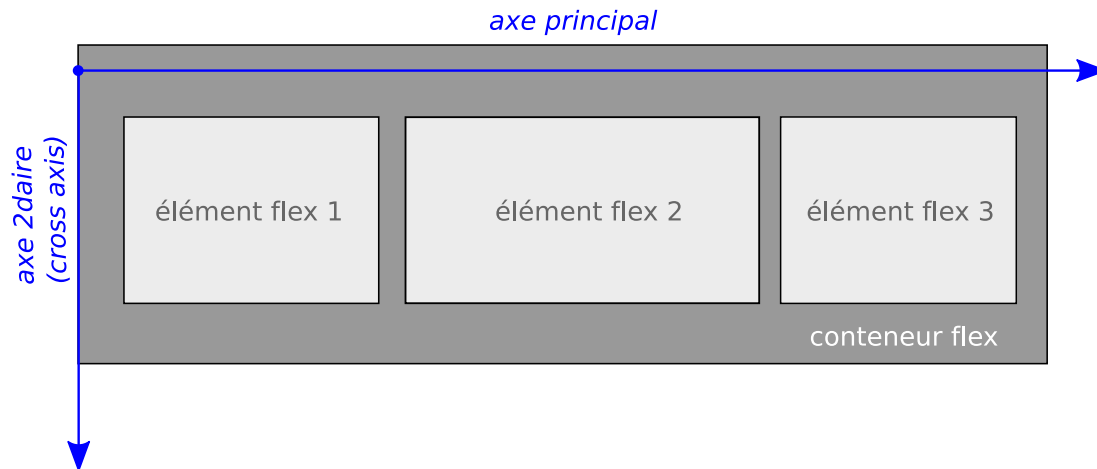 axe principal
axe 2daire
(cross axis)
élément flex 1
élément flex 2
élément flex 3
conteneur flex